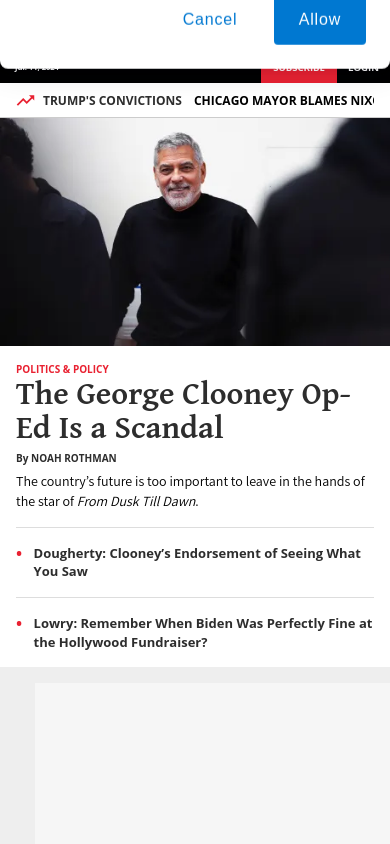 Cancel
Allow
SUBSCRIBE
LOGIN
TRUMP'S CONVICTIONS
CHICAGO MAYOR BLAMES
POLITICS & POLICY
The George Clooney Op-
Ed Is a Scandal
By NOAH ROTHMAN
The country’s future is too important to leave in the hands of
the star of From Dusk Till Dawn.
• Dougherty: Clooney’s Endorsement of Seeing What
You Saw
• Lowry: Remember When Biden Was Perfectly Fine at
the Hollywood Fundraiser?